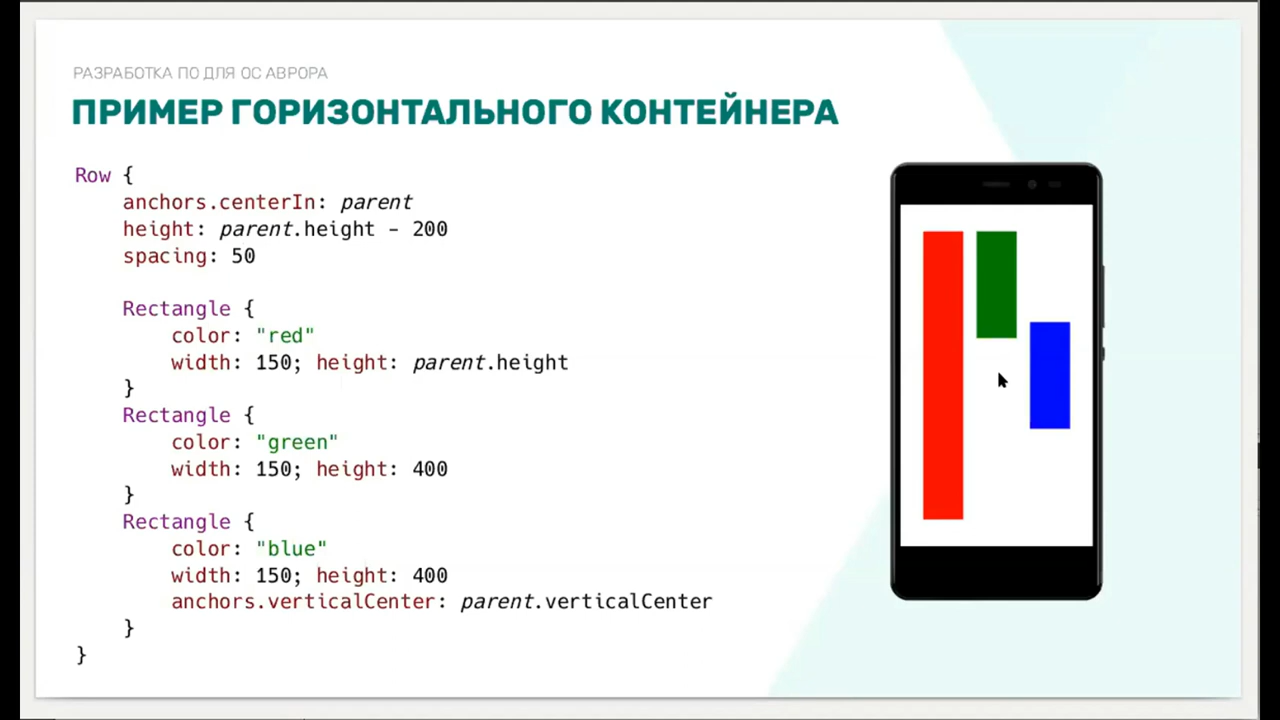 РАЗРАБОТКА ПО ДЛЯ ОС АВРОРА
ПРИМЕР ГОРИЗОНТАЛЬНОГО КОНТЕЙНЕРА
Row {
    anchors.centerIn: parent
    height: parent.height - 200
    spacing: 50

    Rectangle {
        color: "red"
        width: 150; height: parent.height
    }
    Rectangle {
        color: "green"
        width: 150; height: 400
    }
    Rectangle {
        color: "blue"
        width: 150; height: 400
        anchors.verticalCenter: parent.verticalCenter
    }
}